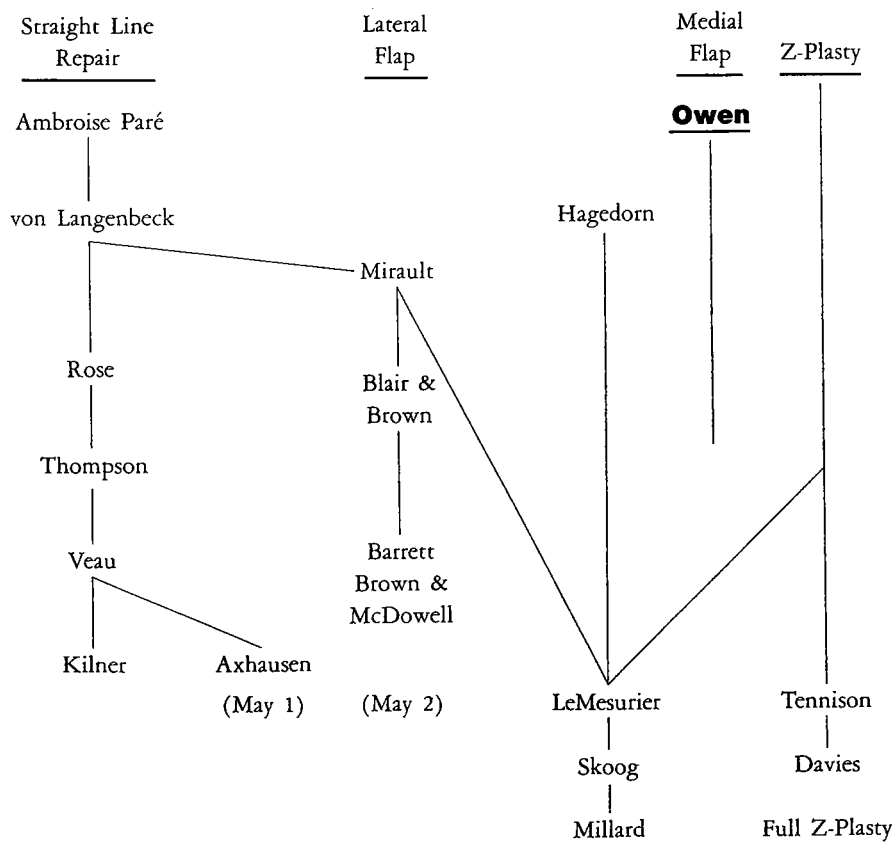 Straight Line
Repair
Lateral
Flap
Medial
Flap
Z-Plasty
Ambroise Paré
Owen
von Langenbeck
Hagedorn
Mirault
Rose
Blair &
Brown
Thompson
Veau
Barrett
Brown &
McDowell
Kilner
Axhausen
(May 1)
(May 2)
LeMesurier
Tennison
Skoog
Davies
Millard
Full Z-Plasty